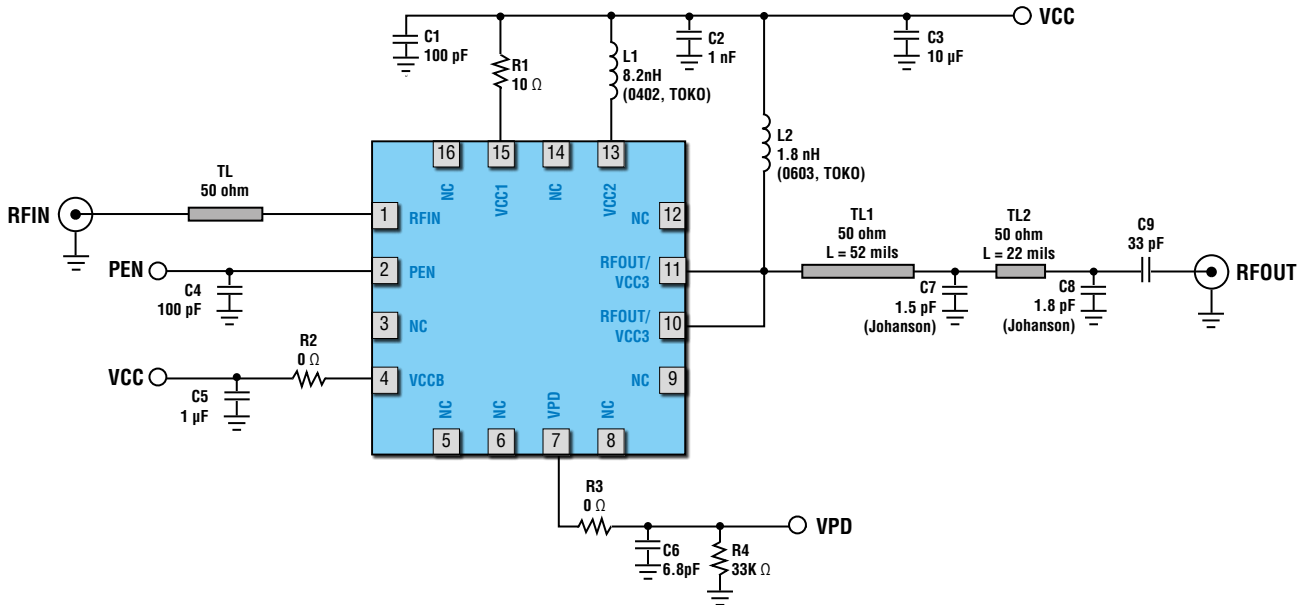 VCC
C1
100 pF
C2
1 nF
C3
10 µF
R1
10 Ω
L1
8.2nH
(0402, TOKO)
L2
1.8 nH
(0603, TOKO)
16
15
14
13
NC
VCC1
NC
VCC2
TL
50 ohm
RFIN
1
RFIN
NC
12
PEN
2
PEN
C4
100 pF
RFOUT/
VCC3
11
3
NC
RFOUT/
VCC3
10
VCC
R2
0 Ω
4
VCCB
NC
9
C5
1 µF
TL1
50 ohm
L = 52 mils
TL2
50 ohm
L = 22 mils
C9
33 pF
C7
1.5 pF
(Johanson)
C8
1.8 pF
(Johanson)
RFOUT
NC
NC
VPD
NC
5
6
7
8
R3
0 Ω
VPD
C6
6.8pF
R4
33K Ω